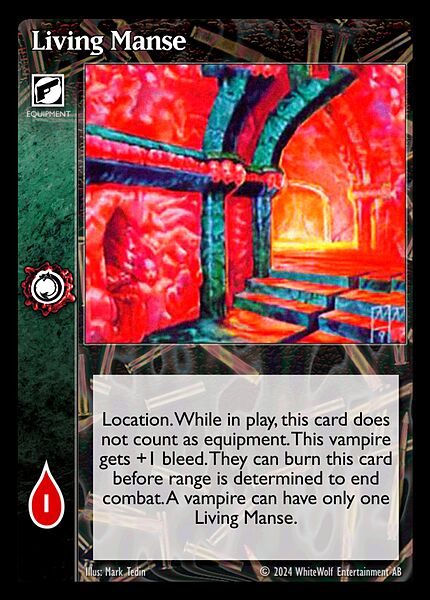 Living Manse
EQUIPMENT
Location. While in play, this card does
not count as equipment. This vampire
gets +1 bleed. They can burn this card
before range is determined to end
combat. A vampire can have only one
Living Manse.
1
Illus: Mark Tedin
© 2024 WhiteWolf Entertainment AB